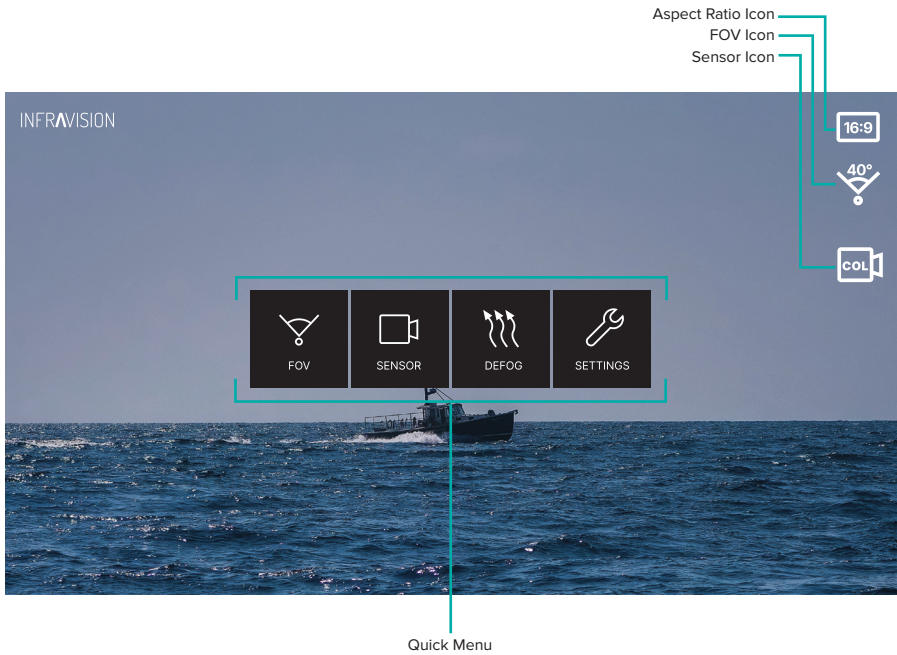 Aspect Ratio Icon
FOV Icon
Sensor Icon
INFRAVISION
16:9
40°
COL
FOV
SENSOR
DEFOG
SETTINGS
Quick Menu